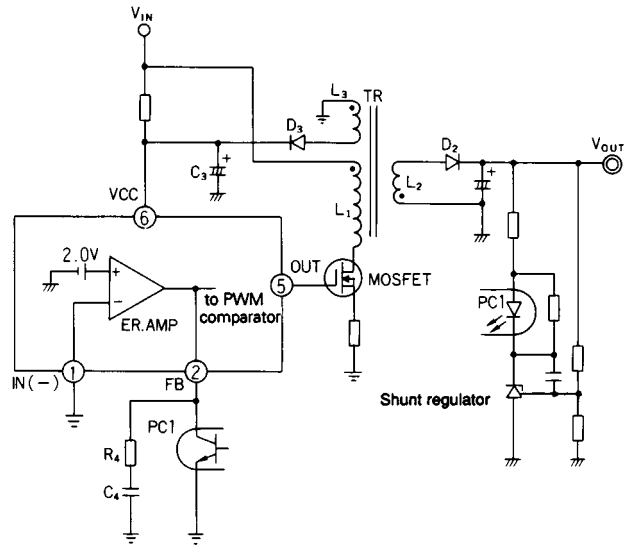 VIN
L3
TR
D3
D2
VOUT
C3
+
+
VCC
6
L1
L2
2.0V
+
−
ER.AMP
to PWM
comparator
OUT
5
MOSFET
PC1
IN(−)
1
2
FB
Shunt regulator
PC1
R4
C4